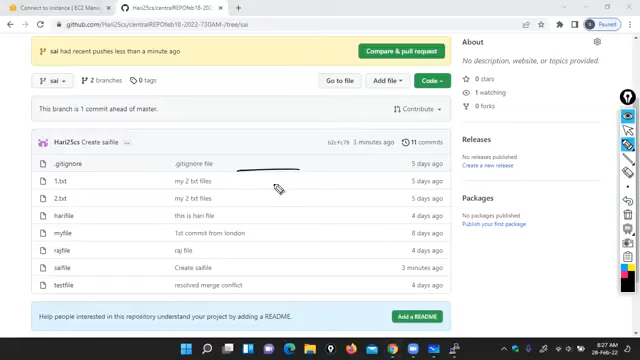 Connect to instance | EC2 Manag
Hari25cs/centralREPOfeb18-2022
github.com/Hari25cs/centralREPOfeb18-2022-730AM-/tree/sai
Paused
sai had recent pushes less than a minute ago
Compare & pull request
sai
2 branches
0 tags
Go to file
Add file
Code
This branch is 1 commit ahead of master.
Contribute
Hari25cs Create saifile
b2cfc79 3 minutes ago
11 commits
.gitignore .gitignore file 5 days ago
1.txt my 2 txt files 5 days ago
2.txt my 2 txt files 5 days ago
harifile this is hari file 4 days ago
myfile 1st commit from london 8 days ago
rajfile raj file 4 days ago
saifile Create saifile 3 minutes ago
testfile resolved merge conflict 4 days ago
Help people interested in this repository understand your project by adding a README.
Add a README
About
No description, website, or topics provided.
0 stars
1 watching
0 forks
Releases
No releases published
Create a new release
Packages
No packages published
Publish your first package
8:27 AM
28-Feb-22